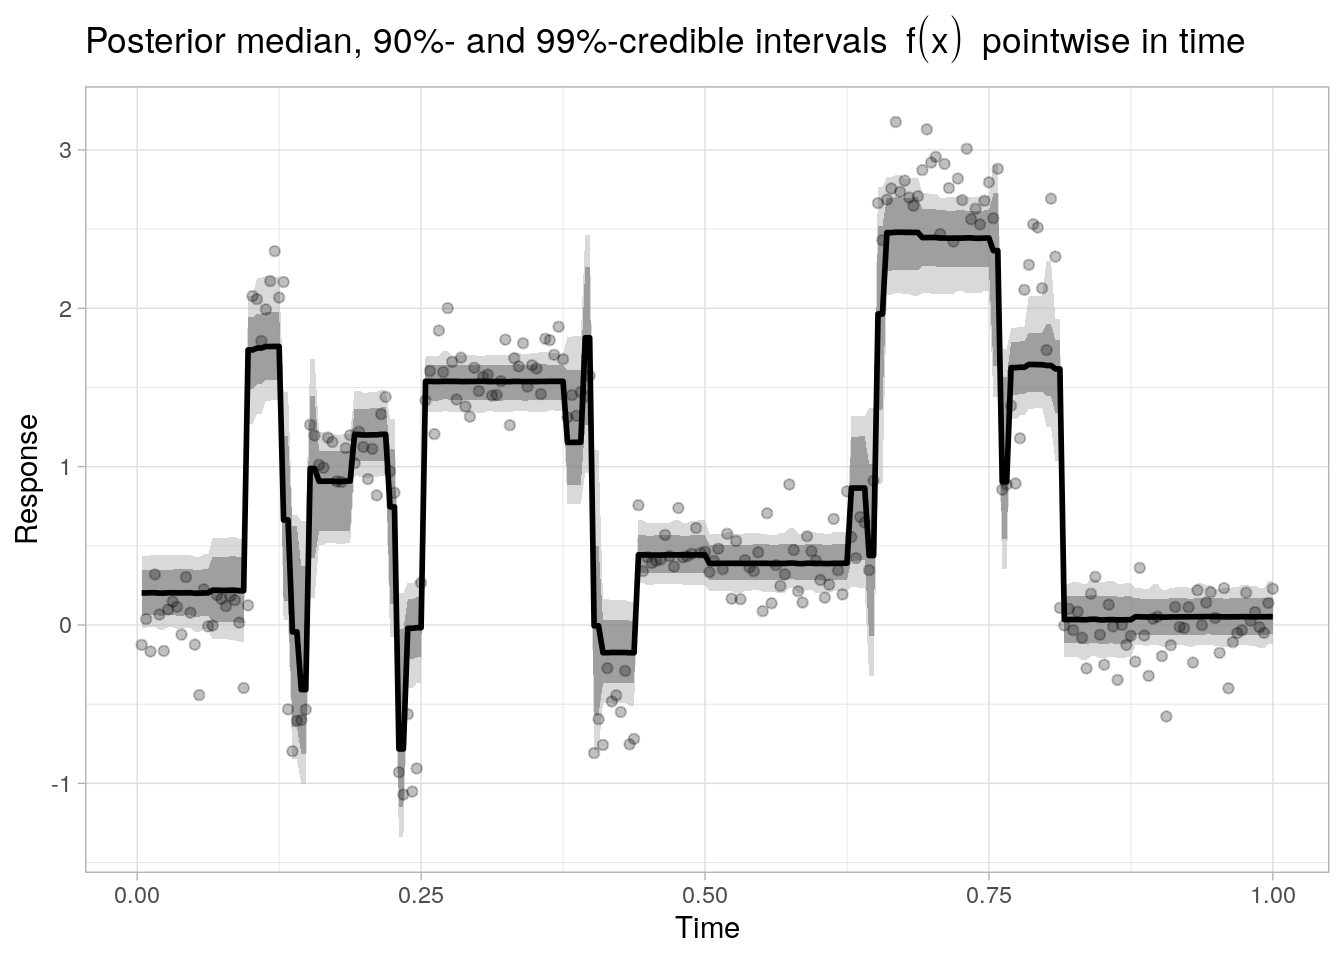 Posterior median, 90%- and 99%-credible intervals f(x) pointwise in time
Response
3
2
1
0
-1
0.00 0.25 0.50 0.75 1.00
Time